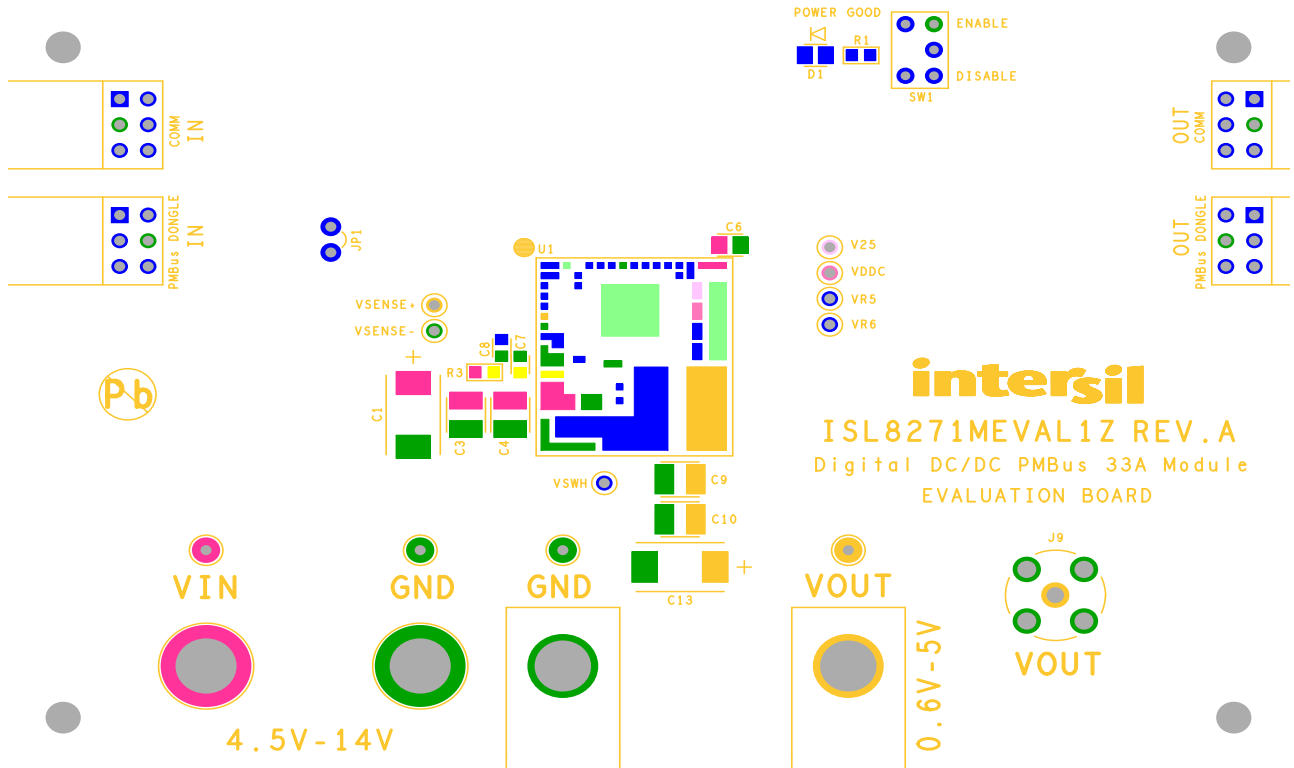 POWER GOOD
D1
R1
SW1
ENABLE
DISABLE
COMM
IN
PMBus DONGLE
IN
OUT
COMM
OUT
PMBus DONGLE
JP1
U1
C6
V25
VDDC
VR5
VR6
VSENSE+
VSENSE-
C8
C7
R3
+
C1
C3
C4
Pb
intersil
ISL8271MEVAL1Z REV.A
Digital DC/DC PMBus 33A Module
EVALUATION BOARD
VSWH
C9
C10
+
C13
J9
VIN
GND
GND
VOUT
VOUT
4.5V-14V
0.6V-5V